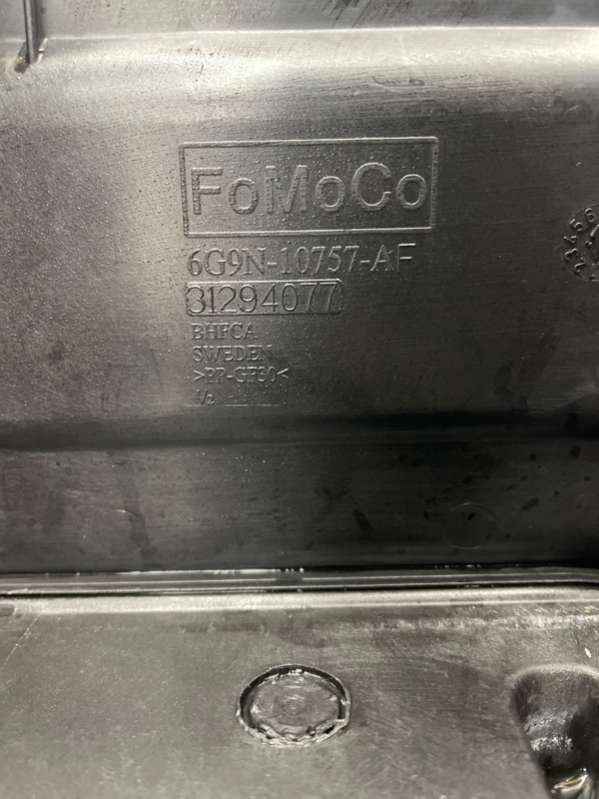 FoMoCo
6G9N-10757-AF
31294077
BHFCA
SWEDEN
>PP-GF30<